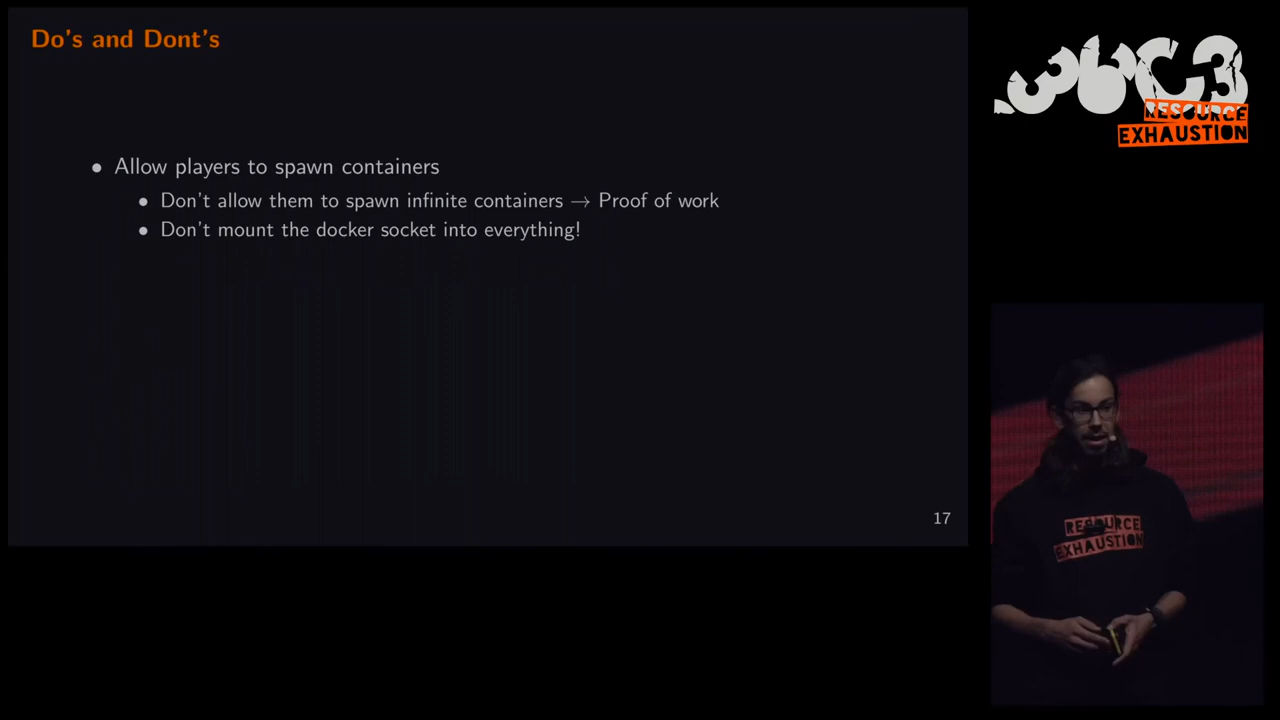 Do's and Dont's
• Allow players to spawn containers
• Don't allow them to spawn infinite containers → Proof of work
• Don't mount the docker socket into everything!
17
36C3
RESOURCE
EXHAUSTION
RESOURCE
EXHAUSTION